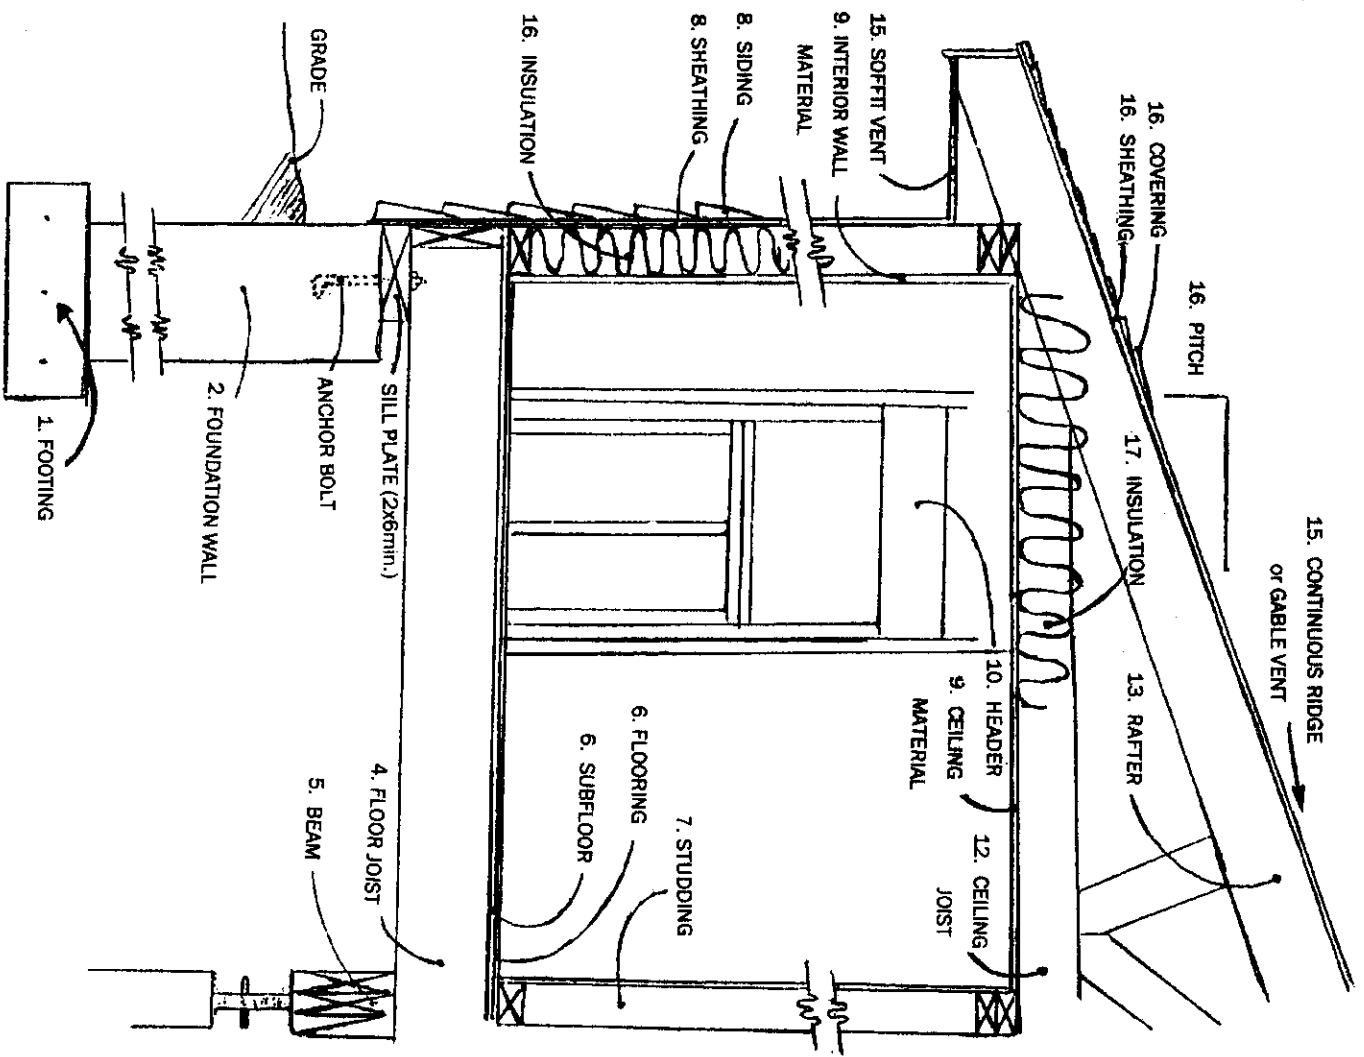 15. CONTINUOUS RIDGE
or GABLE VENT
16. PITCH
16. COVERING
16. SHEATHING
13. RAFTER
17. INSULATION
12. CEILING
JOIST
15. SOFFIT VENT
9. INTERIOR WALL
MATERIAL
10. HEADER
9. CEILING
MATERIAL
8. SIDING
8. SHEATHING
16. INSULATION
7. STUDDING
6. FLOORING
6. SUBFLOOR
GRADE
SILL PLATE (2x6min.)
4. FLOOR JOIST
ANCHOR BOLT
5. BEAM
2. FOUNDATION WALL
1. FOOTING